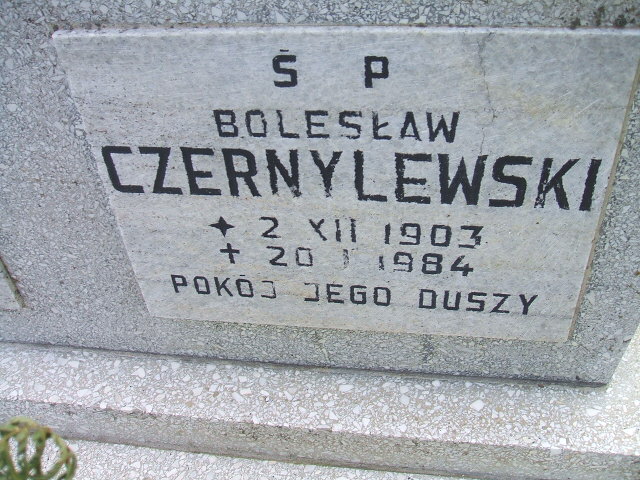 Ś P
BOLESŁAW
CZERNYLEWSKI
2 XII 1903
20 I 1984
POKÓJ JEGO DUSZY